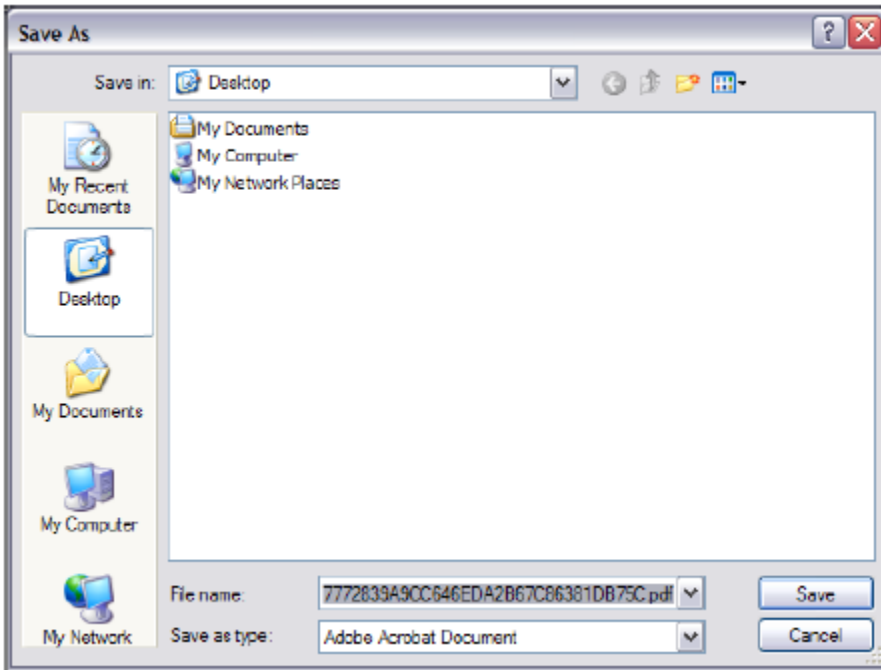 Save As
Save in:
Desktop
My Recent
Documents
Desktop
My Documents
My Computer
My Network
My Documents
My Computer
My Network Places
File name:
7772839A9CC646EDA2B67C86381DB75C.pdf
Save
Save as type:
Adobe Acrobat Document
Cancel